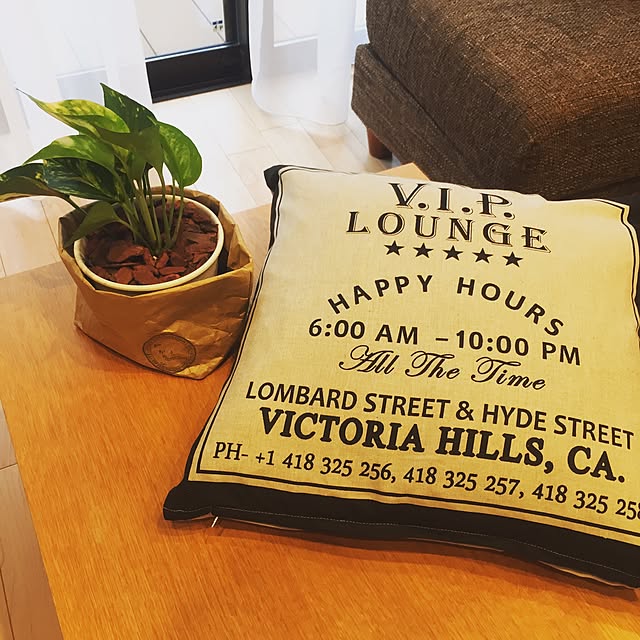 V.I.P.
LOUNGE
★★★★★
HAPPY HOURS
6:00 AM – 10:00 PM
All The Time
LOMBARD STREET & HYDE STREET
VICTORIA HILLS, CA.
PH- +1 418 325 256, 418 325 257, 418 325 258